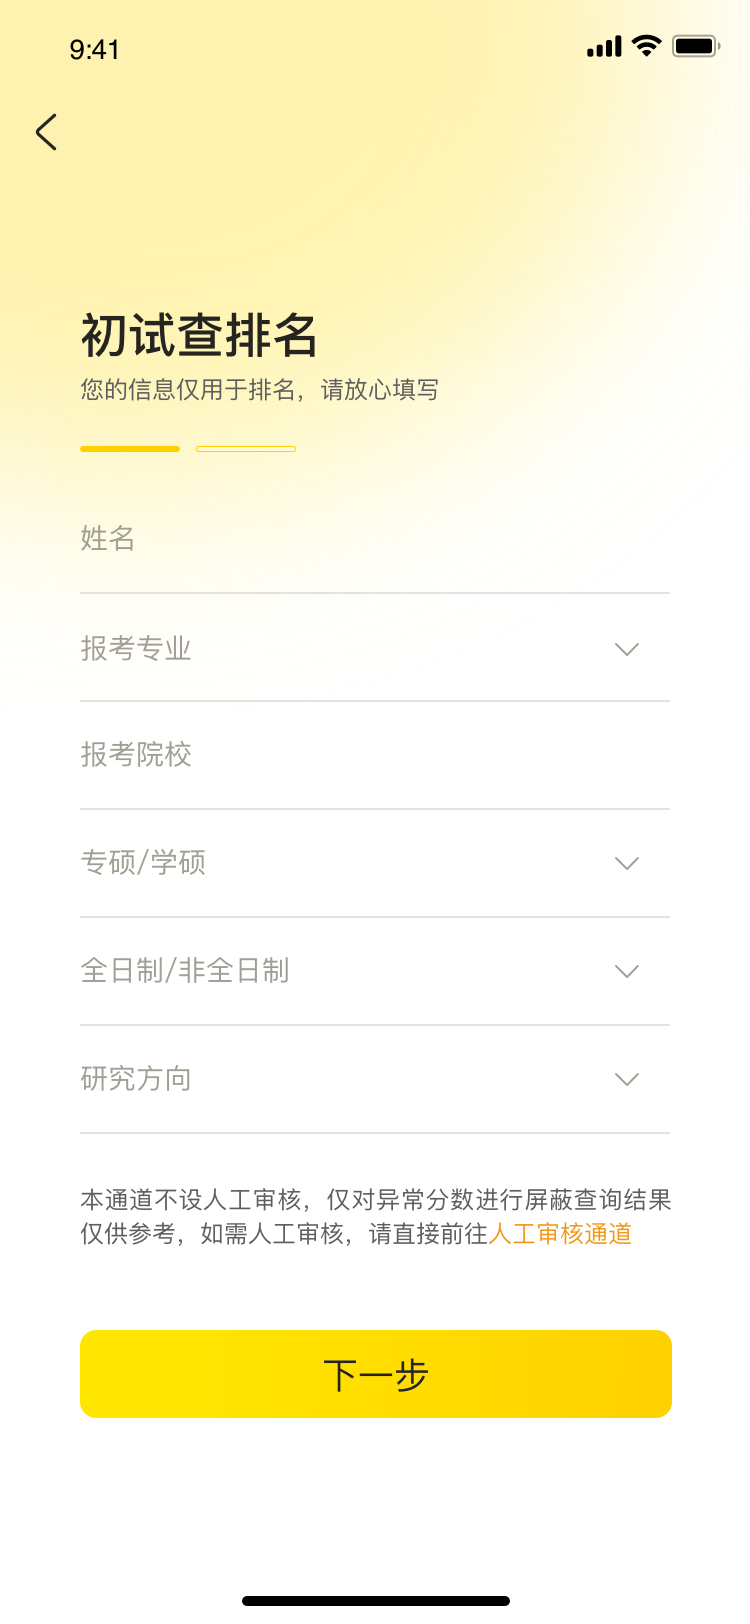 9:41
初试查排名
您的信息仅用于排名，请放心填写
姓名
报考专业
报考院校
专硕/学硕
全日制/非全日制
研究方向
本通道不设人工审核，仅对异常分数进行屏蔽查询结果
仅供参考，如需人工审核，请直接前往人工审核通道
下一步